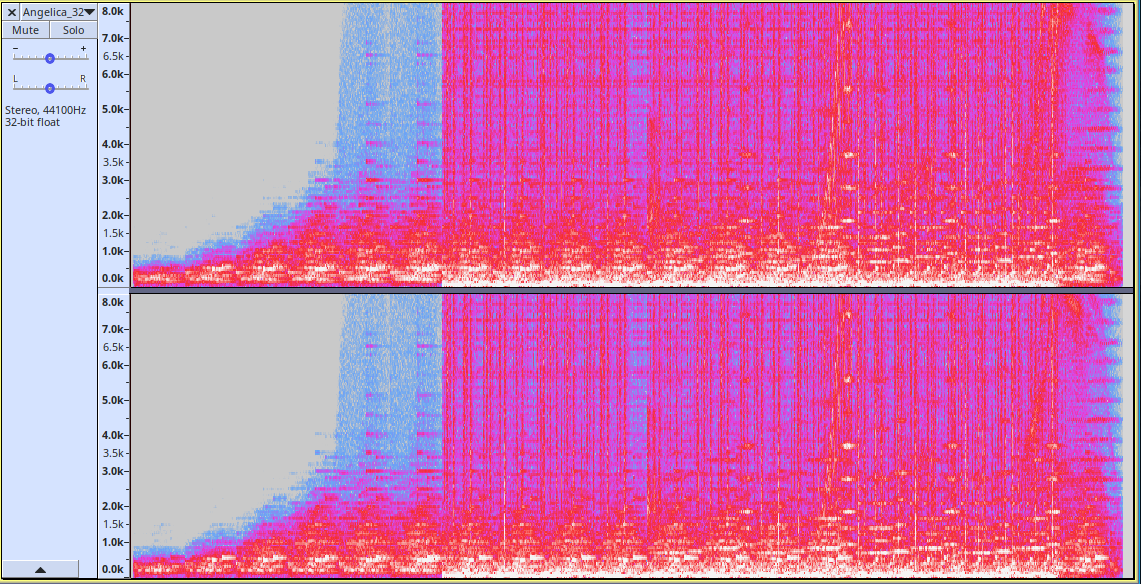 Angelica_32
Mute Solo
- +
L R
Stereo, 44100Hz
32-bit float
8.0k
7.0k
6.5k
6.0k
5.0k
4.0k
3.5k
3.0k
2.0k
1.5k
1.0k
0.0k
8.0k
7.0k
6.5k
6.0k
5.0k
4.0k
3.5k
3.0k
2.0k
1.5k
1.0k
0.0k